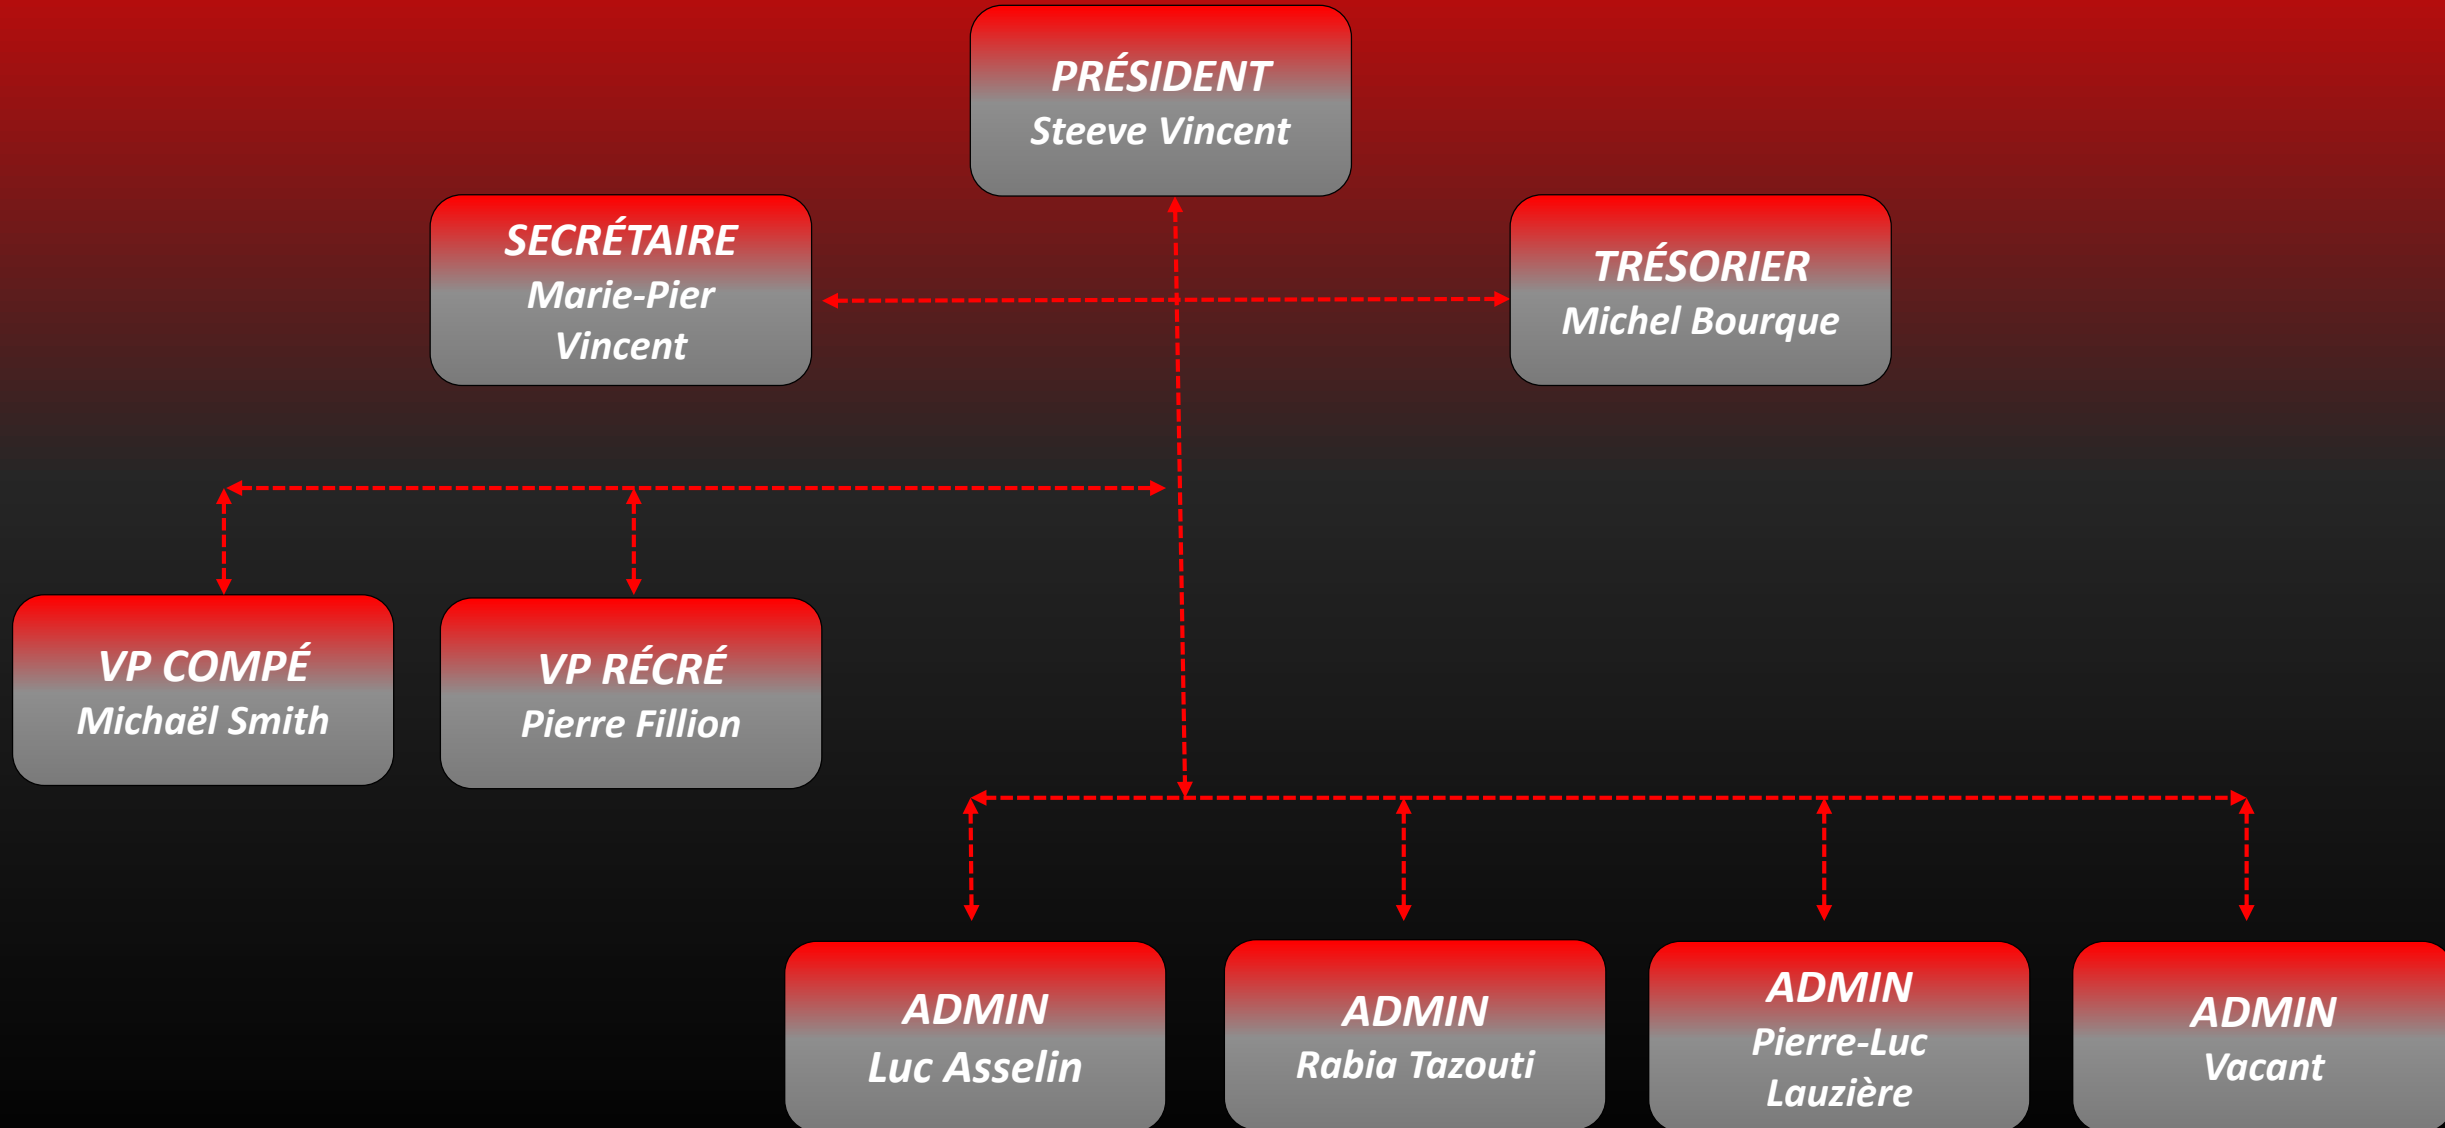 PRÉSIDENT
Steeve Vincent
SECRÉTAIRE
Marie-Pier
Vincent
TRÉSORIER
Michel Bourque
VP COMPÉ
Michaël Smith
VP RÉCRÉ
Pierre Fillion
ADMIN
Luc Asselin
ADMIN
Rabia Tazouti
ADMIN
Pierre-Luc
Lauzière
ADMIN
Vacant